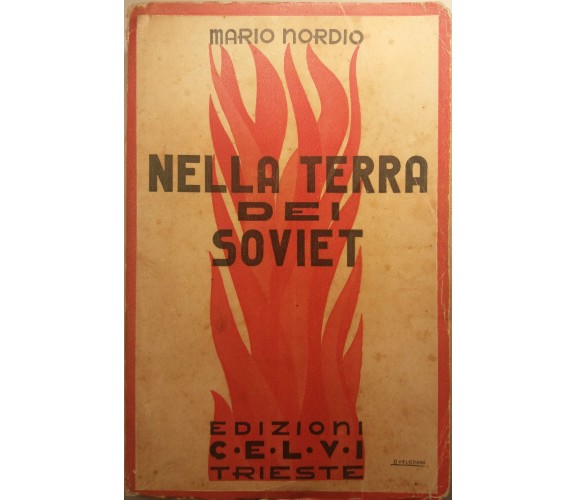 MARIO NORDIO
NELLA TERRA
DEI
SOVIET
EDIZIONI
C·E·L·V·I
TRIESTE